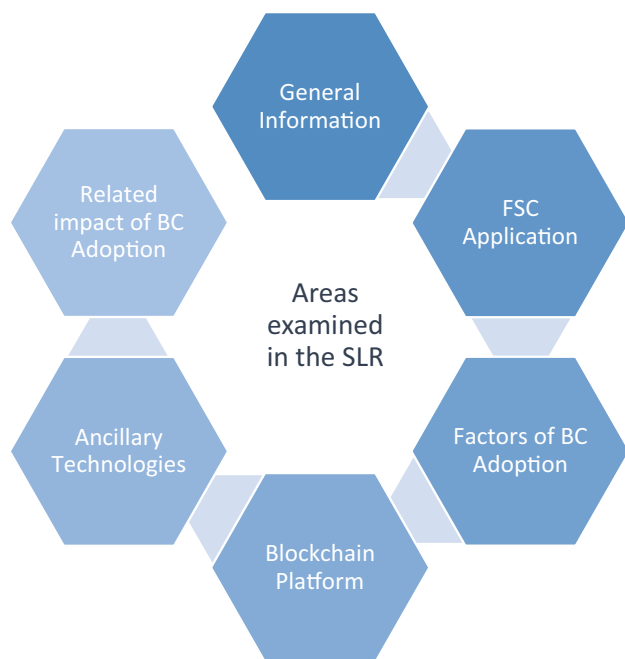 General
Information
FSC
Application
Factors of BC
Adoption
Blockchain
Platform
Ancillary
Technologies
Related
impact of BC
Adoption
Areas
examined
in the SLR